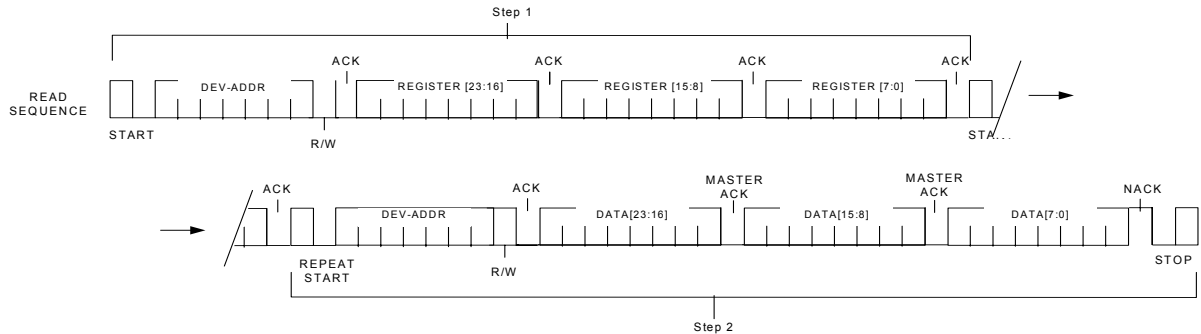 Step 1
ACK ACK ACK ACK
READ
SEQUENCE
DEV-ADDR REGISTER [23:16] REGISTER [15:8] REGISTER [7:0]
START R/W STA...
ACK ACK MASTER
ACK MASTER
ACK NACK
DEV-ADDR DATA[23:16] DATA[15:8] DATA[7:0]
REPEAT
START R/W STOP
Step 2